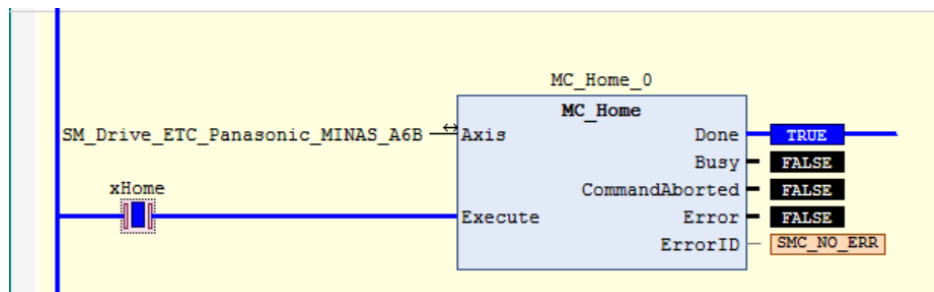 MC_Home_0
MC_Home
SM_Drive_ETC_Panasonic_MINAS_A6B Axis Done TRUE
Busy FALSE
xHome CommandAborted FALSE
Execute Error FALSE
ErrorID SMC_NO_ERR